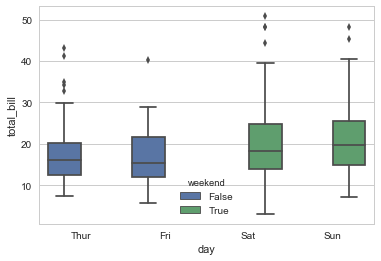 50
40
30
20
10
total_bill
weekend
False
True
Thur Fri Sat Sun
day